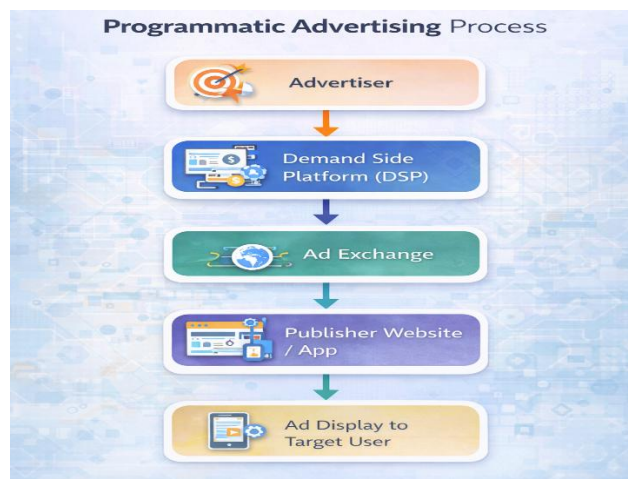 Programmatic Advertising Process
Advertiser
Demand Side
Platform (DSP)
Ad Exchange
Publisher Website
/ App
Ad Display to
Target User